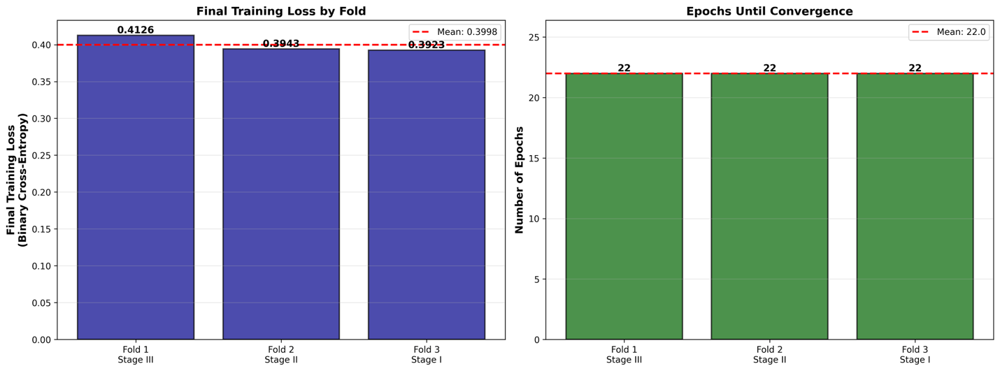 Final Training Loss by Fold
Final Training Loss
(Binary Cross-Entropy)
0.40
0.35
0.30
0.25
0.20
0.15
0.10
0.05
0.00
0.4126
0.3943
0.3923
Mean: 0.3998
Fold 1
Stage III
Fold 2
Stage II
Fold 3
Stage I
Epochs Until Convergence
Number of Epochs
25
20
15
10
5
0
22
22
22
Mean: 22.0
Fold 1
Stage III
Fold 2
Stage II
Fold 3
Stage I